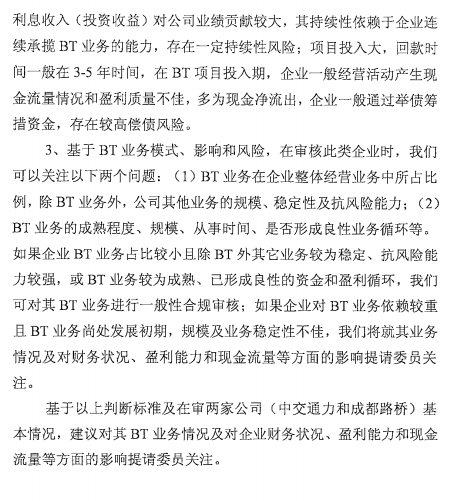 利息收入（投资收益）对公司业绩贡献较大，其持续性依赖于企业连
续承揽 BT 业务的能力，存在一定持续性风险；项目投入大，回款时
间一般在 3-5 年时间，在 BT 项目投入期，企业一般经营活动产生现
金流量情况和盈利质量不佳，多为现金净流出，企业一般通过举债筹
措资金，存在较高偿债风险。
3、基于 BT 业务模式、影响和风险，在审核此类企业时，我们
可以关注以下两个问题：（1）BT 业务在企业整体经营业务中所占比
例，除 BT 业务外，公司其他业务的规模、稳定性及抗风险能力；（2）
BT 业务的成熟程度、规模、从事时间、是否形成良性业务循环等。
如果企业 BT 业务占比较小且除 BT 外其它业务较为稳定、抗风险能
力较强，或 BT 业务较为成熟、已形成良性的资金和盈利循环，我们
可对其 BT 业务进行一般性合规审核；如果企业对 BT 业务依赖较重
且 BT 业务尚处发展初期，规模及业务稳定性不佳，我们将就其业务
情况及对财务状况、盈利能力和现金流量等方面的影响提请委员关
注。
基于以上判断标准及在审两家公司（中交通力和成都路桥）基
本情况，建议对其 BT 业务情况及对企业财务状况、盈利能力和现金
流量等方面的影响提请委员关注。